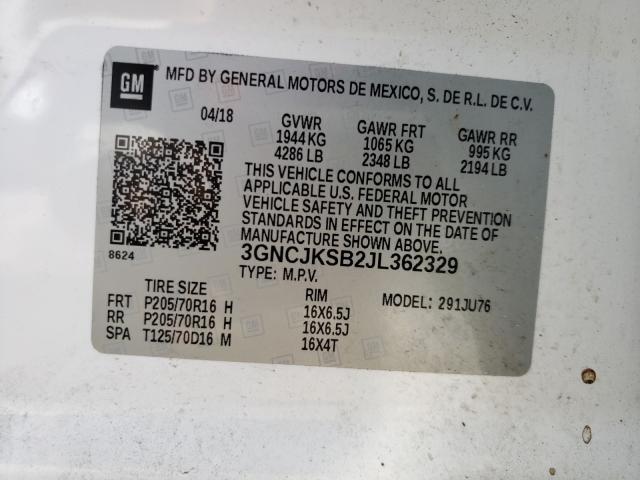 GM MFD BY GENERAL MOTORS DE MEXICO, S. DE R.L. DE C.V.
04/18 GVWR GAWR FRT GAWR RR
1944 KG 1065 KG 995 KG
4286 LB 2348 LB 2194 LB
THIS VEHICLE CONFORMS TO ALL
APPLICABLE U.S. FEDERAL MOTOR
VEHICLE SAFETY AND THEFT PREVENTION
STANDARDS IN EFFECT ON THE DATE OF
MANUFACTURE SHOWN ABOVE.
8624 3GNCJKSB2JL362329
TYPE: M.P.V.
TIRE SIZE RIM MODEL: 291JU76
FRT P205/70R16 H 16X6.5J
RR P205/70R16 H 16X6.5J
SPA T125/70D16 M 16X4T